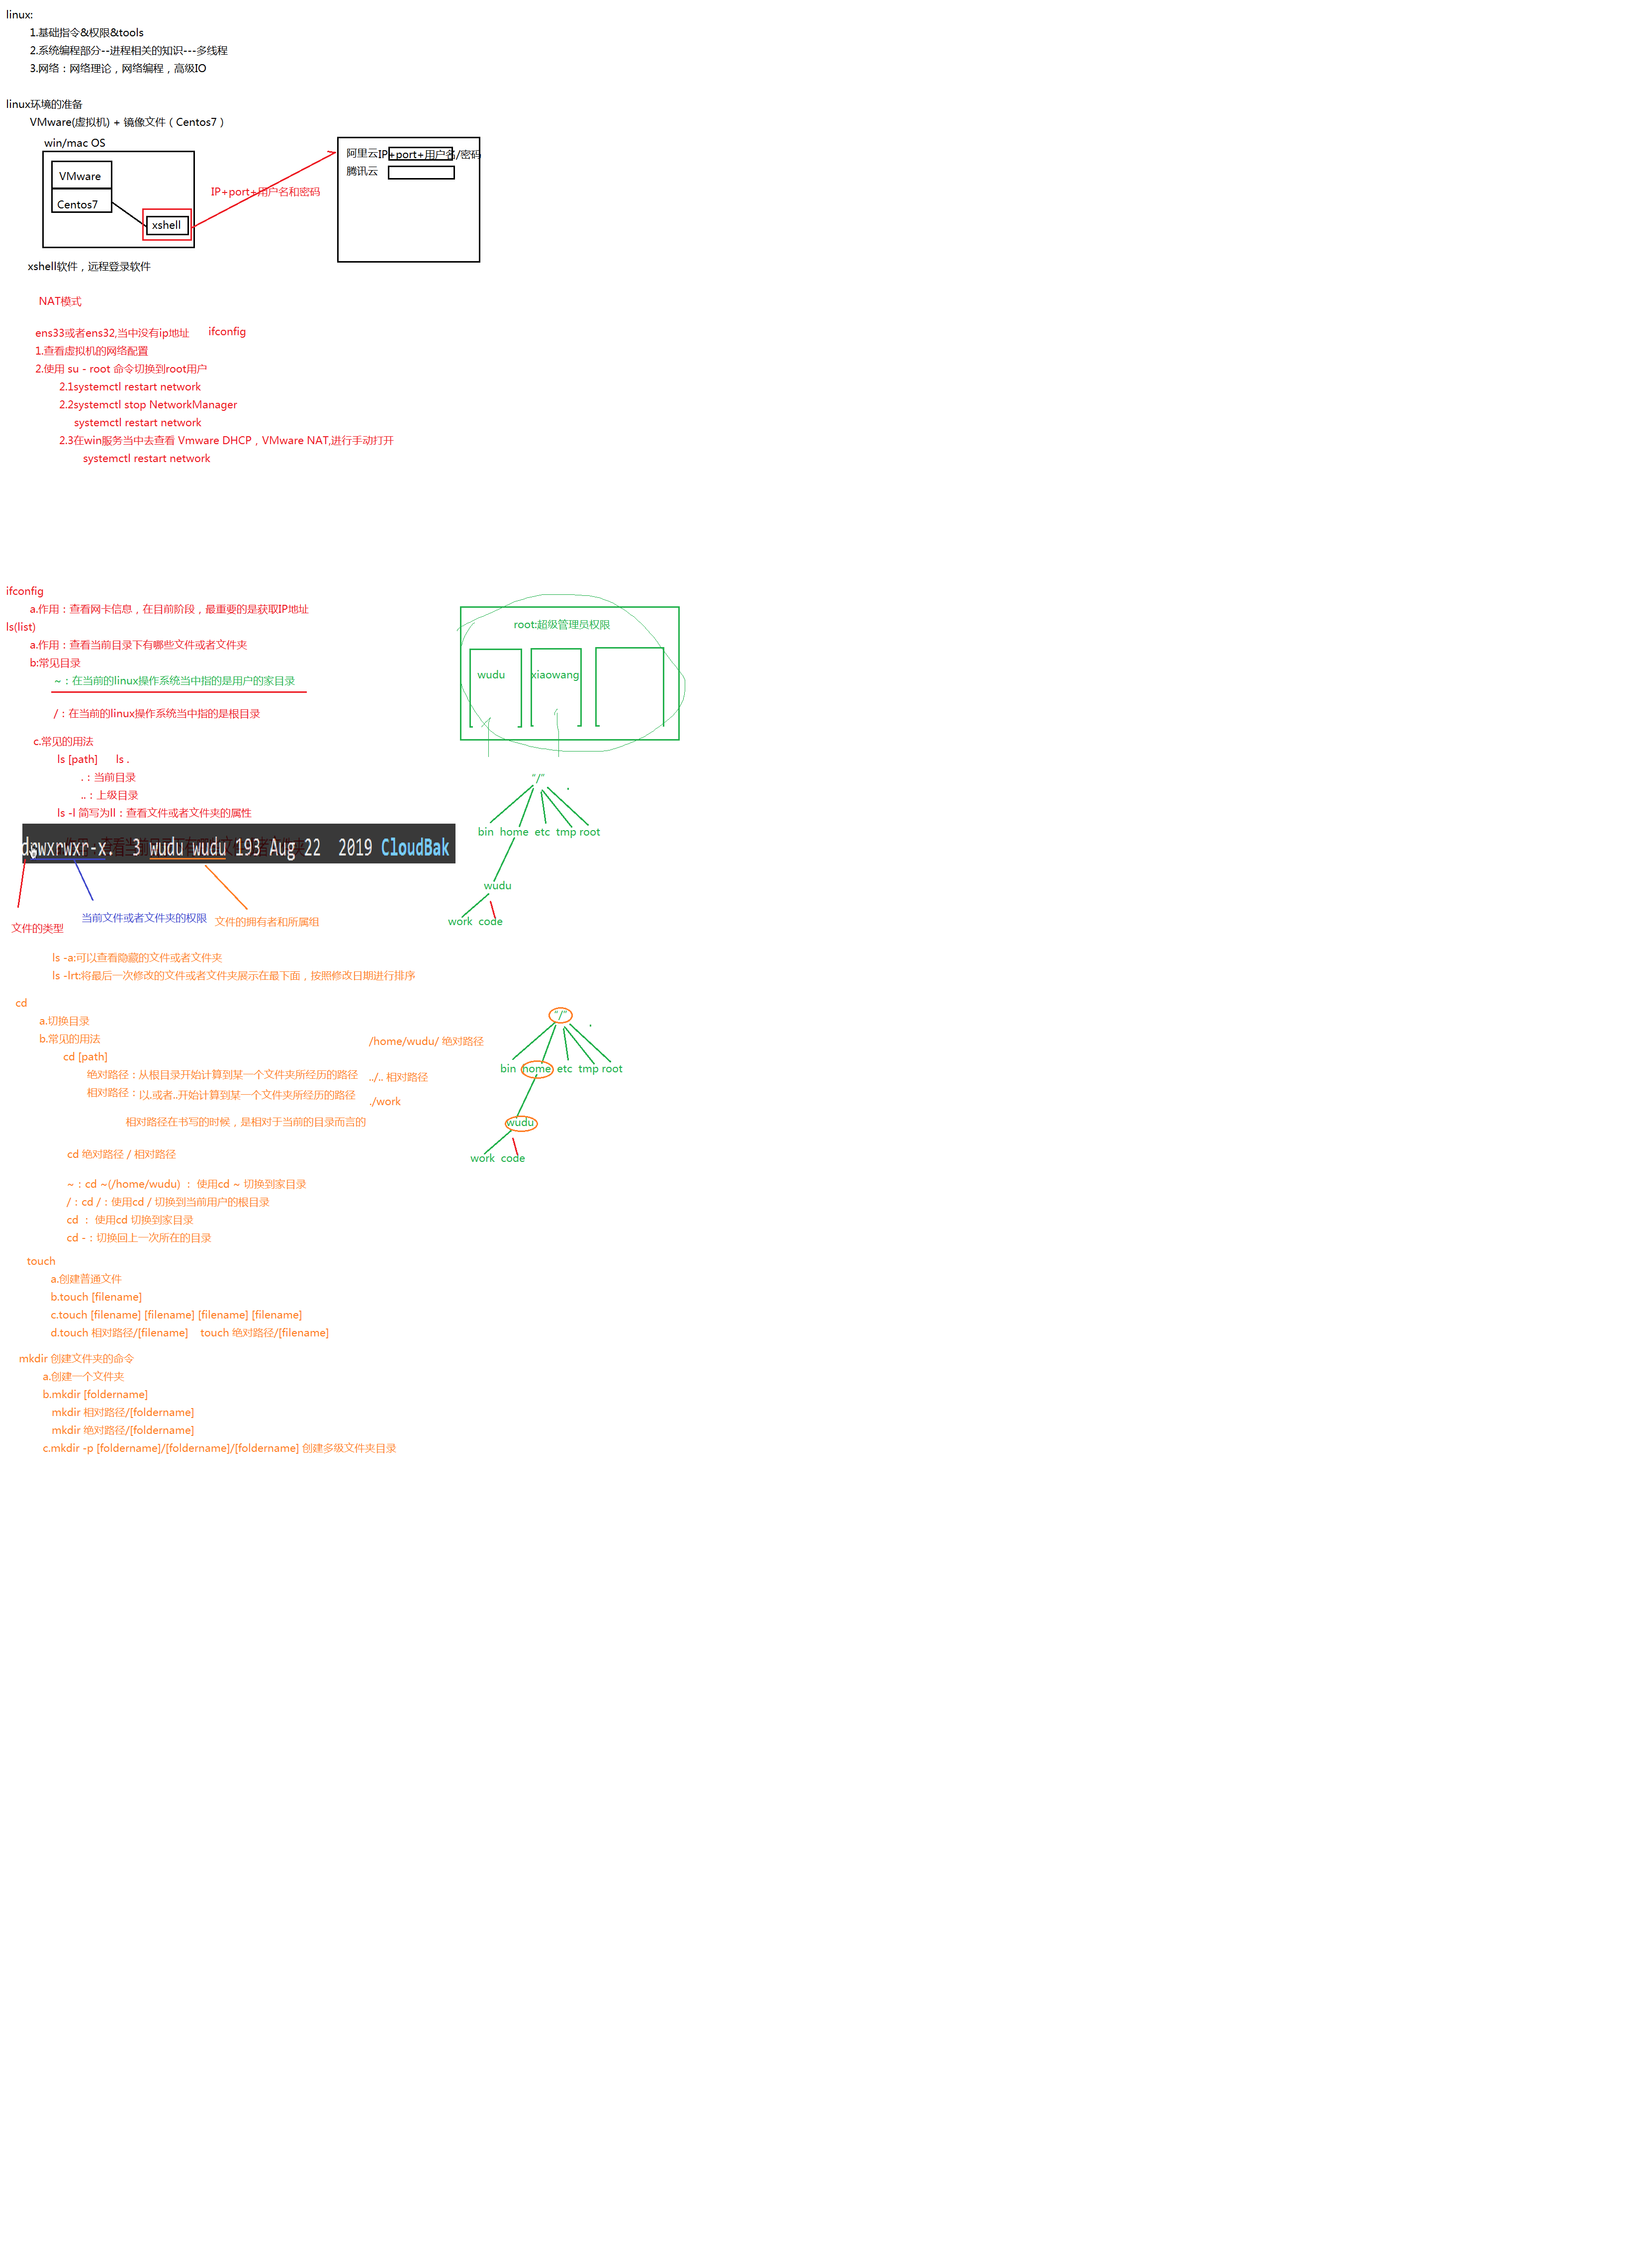 linux:
1.基础指令&权限&tools
2.系统编程部分--进程相关的知识---多线程
3.网络：网络理论，网络编程，高级IO
linux环境的准备
VMware(虚拟机) + 镜像文件（Centos7）
win/mac OS
VMware
Centos7
xshell
IP+port+用户名和密码
阿里云
IP+port+用户名/密码
腾讯云
xshell软件，远程登录软件
NAT模式
ens33或者ens32,当中没有ip地址 ifconfig
1.查看虚拟机的网络配置
2.使用 su - root 命令切换到root用户
2.1systemctl restart network
2.2systemctl stop NetworkManager
systemctl restart network
2.3在win服务当中去查看 Vmware DHCP，VMware NAT,进行手动打开
systemctl restart network
ifconfig
a.作用：查看网卡信息，在目前阶段，最重要的是获取IP地址
ls(list)
a.作用：查看当前目录下有哪些文件或者文件夹
b:常见目录
~：在当前的linux操作系统当中指的是用户的家目录
/：在当前的linux操作系统当中指的是根目录
root:超级管理员权限
wudu
xiaowang
c.常见的用法
ls [path] ls .
.：当前目录
..：上级目录
ls -l 简写为ll：查看文件或者文件夹的属性
wxrwxr-x. 3 wudu wudu 193 Aug 22 2019 CloudBak
文件的类型
当前文件或者文件夹的权限
文件的拥有者和所属组
"/"
.
bin home etc tmp root
wudu
work code
ls -a:可以查看隐藏的文件或者文件夹
ls -lrt:将最后一次修改的文件或者文件夹展示在最下面，按照修改日期进行排序
cd
a.切换目录
b.常见的用法
cd [path]
绝对路径：从根目录开始计算到某一个文件夹所经历的路径
相对路径：以.或者..开始计算到某一个文件夹所经历的路径
相对路径在书写的时候，是相对于当前的目录而言的
/home/wudu/ 绝对路径
../.. 相对路径
./work
"/"
.
bin home etc tmp root
wudu
work code
cd 绝对路径 / 相对路径
~：cd ~(/home/wudu) ： 使用cd ~ 切换到家目录
/：cd /：使用cd / 切换到当前用户的根目录
cd ： 使用cd 切换到家目录
cd -：切换回上一次所在的目录
touch
a.创建普通文件
b.touch [filename]
c.touch [filename] [filename] [filename] [filename]
d.touch 相对路径/[filename] touch 绝对路径/[filename]
mkdir 创建文件夹的命令
a.创建一个文件夹
b.mkdir [foldername]
mkdir 相对路径/[foldername]
mkdir 绝对路径/[foldername]
c.mkdir -p [foldername]/[foldername]/[foldername] 创建多级文件夹目录